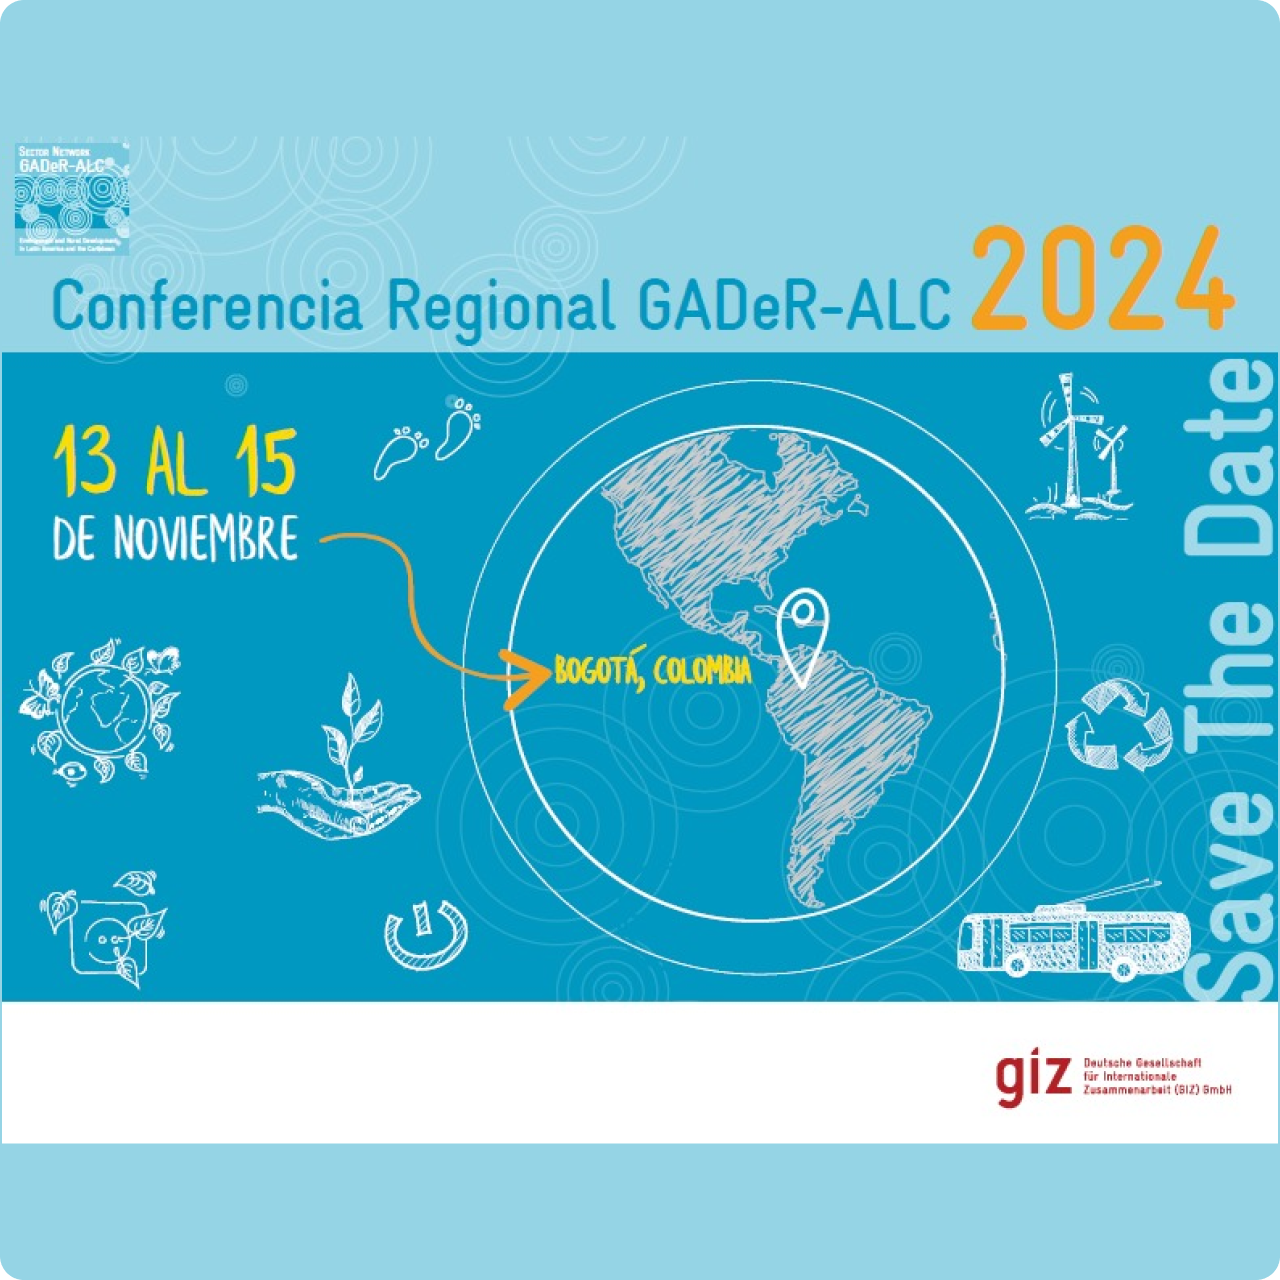 SECTOR NETWORK
GADeR-ALC
Environment and Rural Development
in Latin America and the Caribbean
Conferencia Regional GADeR-ALC 2024
13 AL 15
DE NOVIEMBRE
BOGOTÁ, COLOMBIA
Save The Date
giz
Deutsche Gesellschaft
für Internationale
Zusammenarbeit (GIZ) GmbH